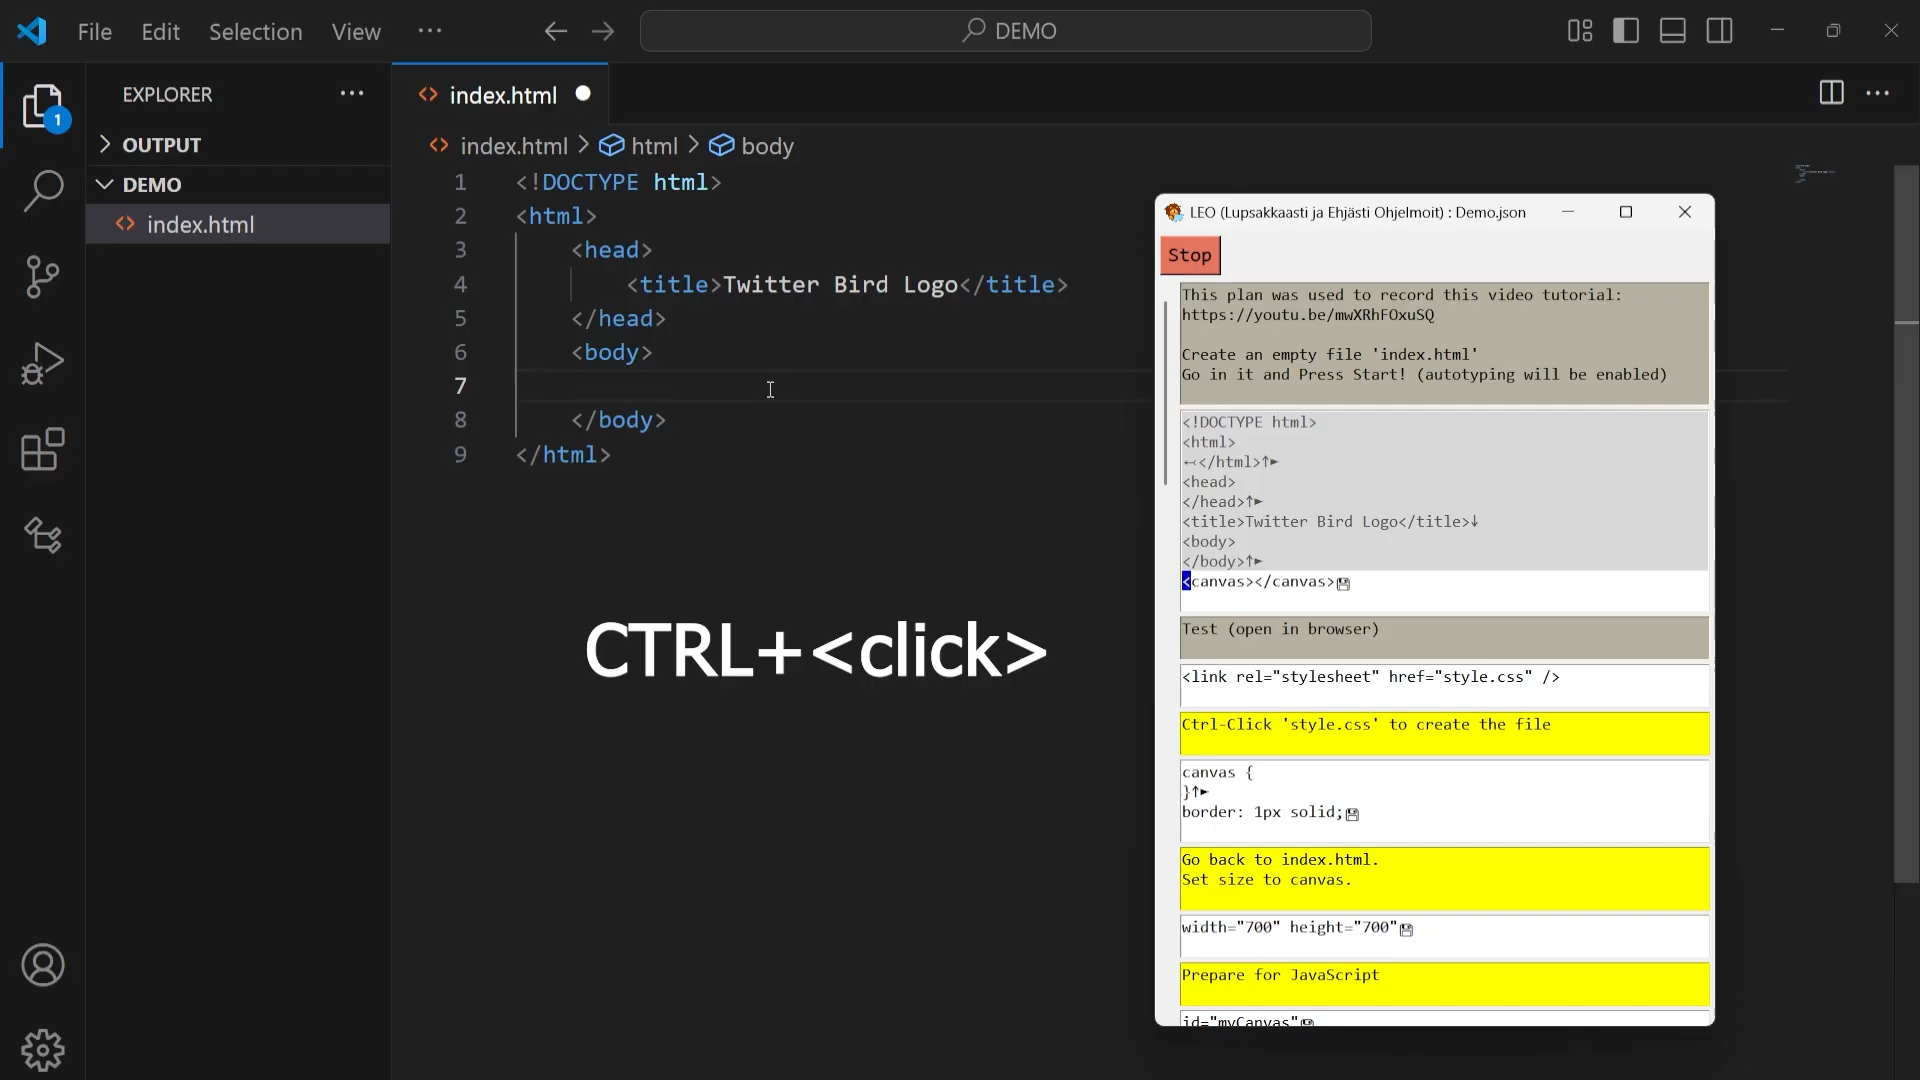 File Edit Selection View ···
DEMO
EXPLORER ···
1
OUTPUT
DEMO
index.html
index.html
index.html > html > body
1 <!DOCTYPE html>
2 <html>
3 <head>
4 <title>Twitter Bird Logo</title>
5 </head>
6 <body>
7
8 </body>
9 </html>
CTRL+<click>
LEO (Lupsakkaasti ja Ehjästi Ohjelmoit) : Demo.json
Stop
This plan was used to record this video tutorial:
https://youtu.be/mwXRhFOxuSQ
Create an empty file 'index.html'
Go in it and Press Start! (autotyping will be enabled)
<!DOCTYPE html>
<html>
↤</html>↑►
<head>
</head>↑►
<title>Twitter Bird Logo</title>↓
<body>
</body>↑►
<canvas></canvas>💾
Test (open in browser)
<link rel="stylesheet" href="style.css" />
Ctrl-Click 'style.css' to create the file
canvas {
}↑►
border: 1px solid;💾
Go back to index.html.
Set size to canvas.
width="700" height="700"💾
Prepare for JavaScript
id="myCanvas"💾